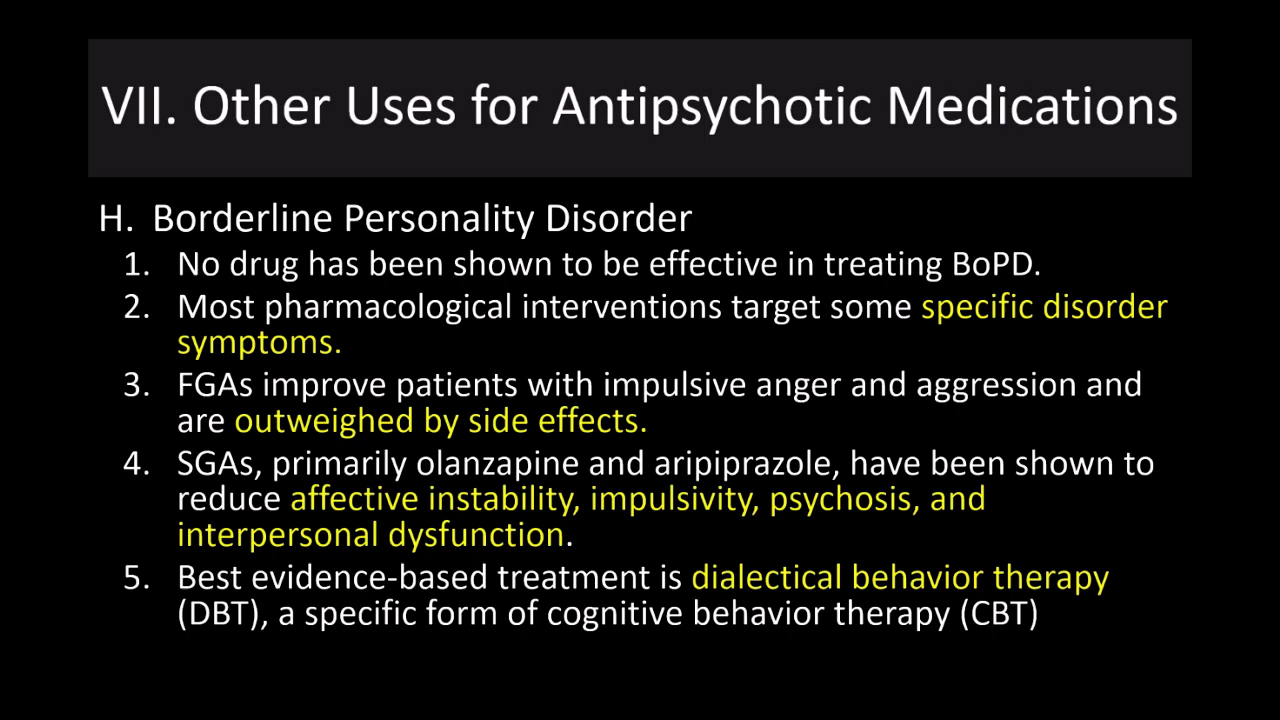 VII. Other Uses for Antipsychotic Medications
H. Borderline Personality Disorder
1. No drug has been shown to be effective in treating BoPD.
2. Most pharmacological interventions target some specific disorder
symptoms.
3. FGAs improve patients with impulsive anger and aggression and
are outweighed by side effects.
4. SGAs, primarily olanzapine and aripiprazole, have been shown to
reduce affective instability, impulsivity, psychosis, and
interpersonal dysfunction.
5. Best evidence-based treatment is dialectical behavior therapy
(DBT), a specific form of cognitive behavior therapy (CBT)